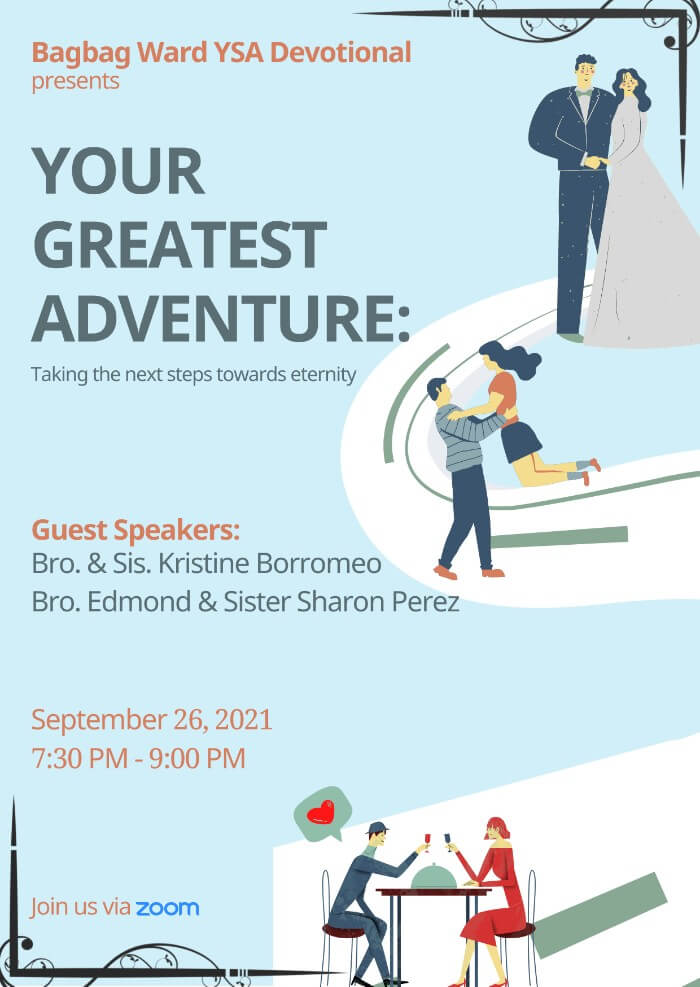 Bagbag Ward YSA Devotional
presents
YOUR
GREATEST
ADVENTURE:
Taking the next steps towards eternity
Guest Speakers:
Bro. & Sis. Kristine Borromeo
Bro. Edmond & Sister Sharon Perez
September 26, 2021
7:30 PM - 9:00 PM
Join us via zoom